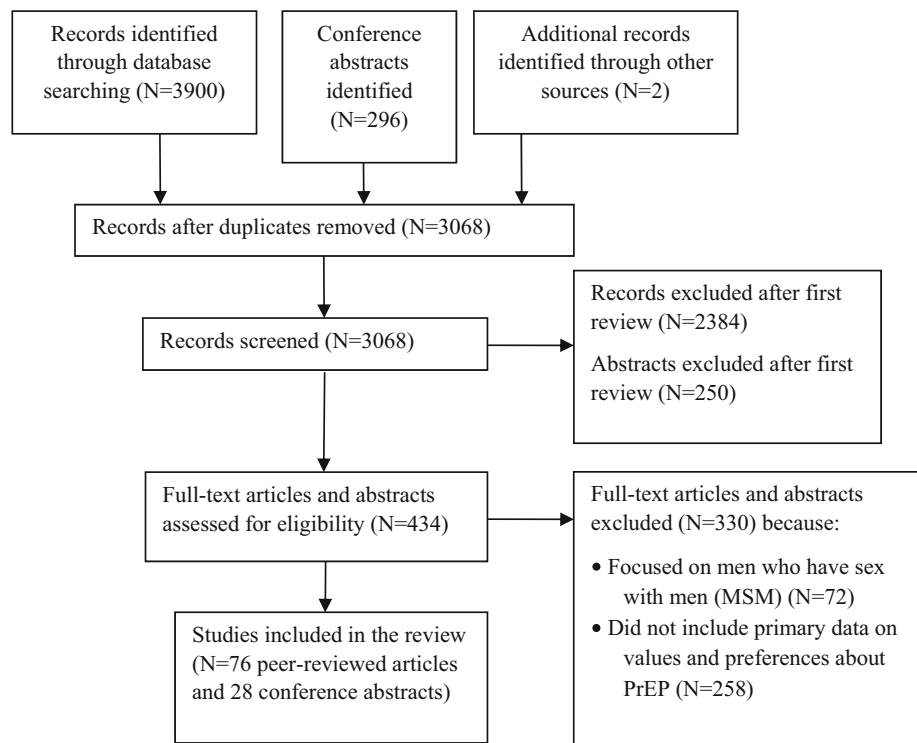 Records identified
through database
searching (N=3900)
Conference
abstracts
identified
(N=296)
Additional records
identified through other
sources (N=2)
Records after duplicates removed (N=3068)
Records screened (N=3068)
Records excluded after first
review (N=2384)
Abstracts excluded after first
review (N=250)
Full-text articles and abstracts
assessed for eligibility (N=434)
Full-text articles and abstracts
excluded (N=330) because:
• Focused on men who have sex
with men (MSM) (N=72)
• Did not include primary data on
values and preferences about
PrEP (N=258)
Studies included in the review
(N=76 peer-reviewed articles
and 28 conference abstracts)